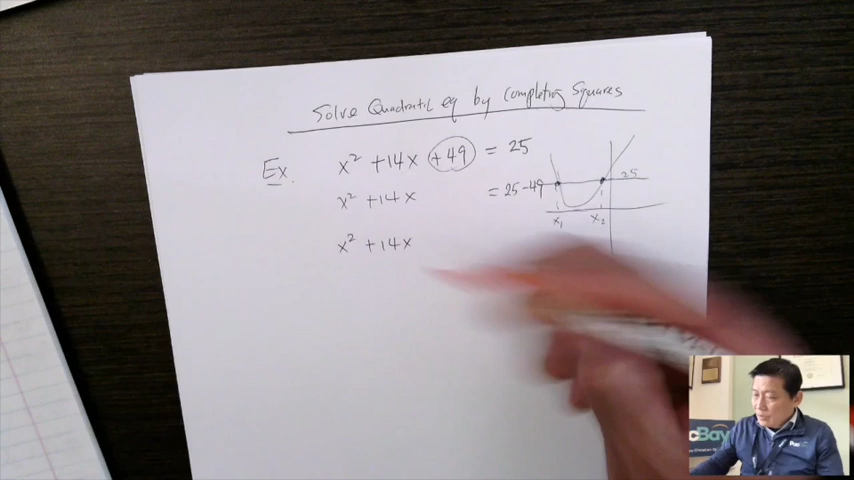 Solve Quadratic eq by Completing Squares
Ex. x² +14x +49 = 25
x² +14x = 25-49
x² +14x
25
x₁ x₂
cBay